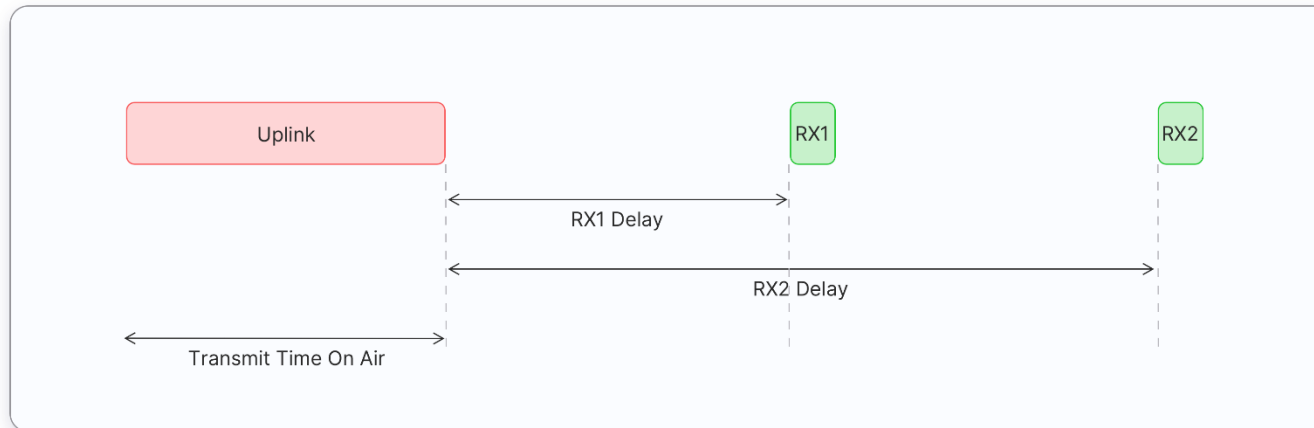 Uplink
RX1
RX2
RX1 Delay
RX2 Delay
Transmit Time On Air